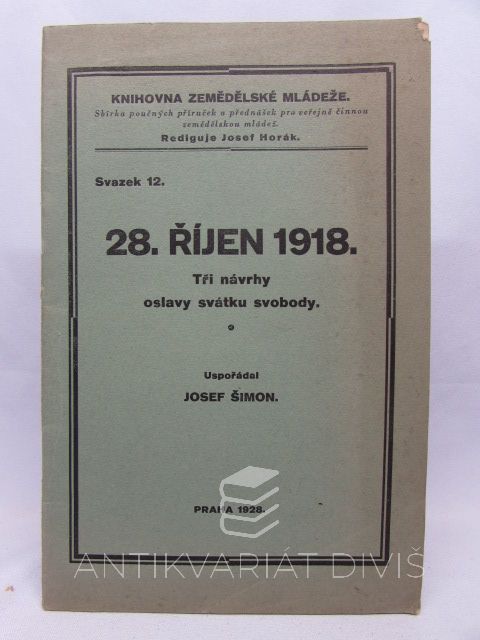 KNIHOVNA ZEMĚDĚLSKÉ MLÁDEŽE.
Sbírka poučných příruček a přednášek pro veřejně činnou
zemědělskou mládež.
Rediguje Josef Horák.
Svazek 12.
28. ŘÍJEN 1918.
Tři návrhy
oslavy svátku svobody.
Uspořádal
JOSEF ŠIMON.
PRAHA 1928.
ANTIKVARIÁT DIVIŠ